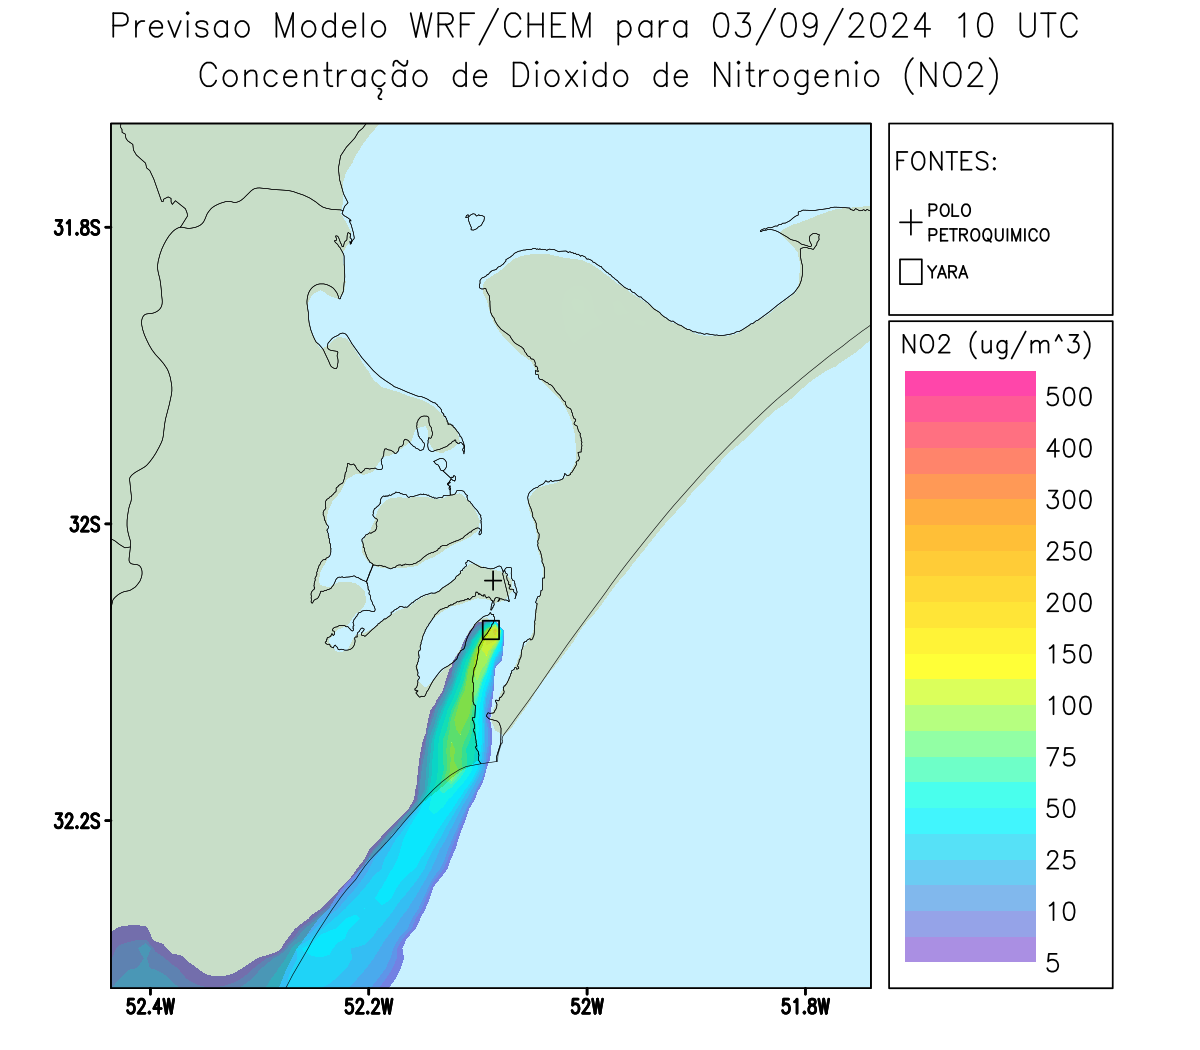 Previsao Modelo WRF/CHEM para 03/09/2024 10 UTC
Concentração de Dioxido de Nitrogenio (NO2)
FONTES:
POLO
PETROQUIMICO
YARA
NO2 (ug/m^3)
500
400
300
250
200
150
100
75
50
25
10
5
31.8S
32S
32.2S
52.4W
52.2W
52W
51.8W